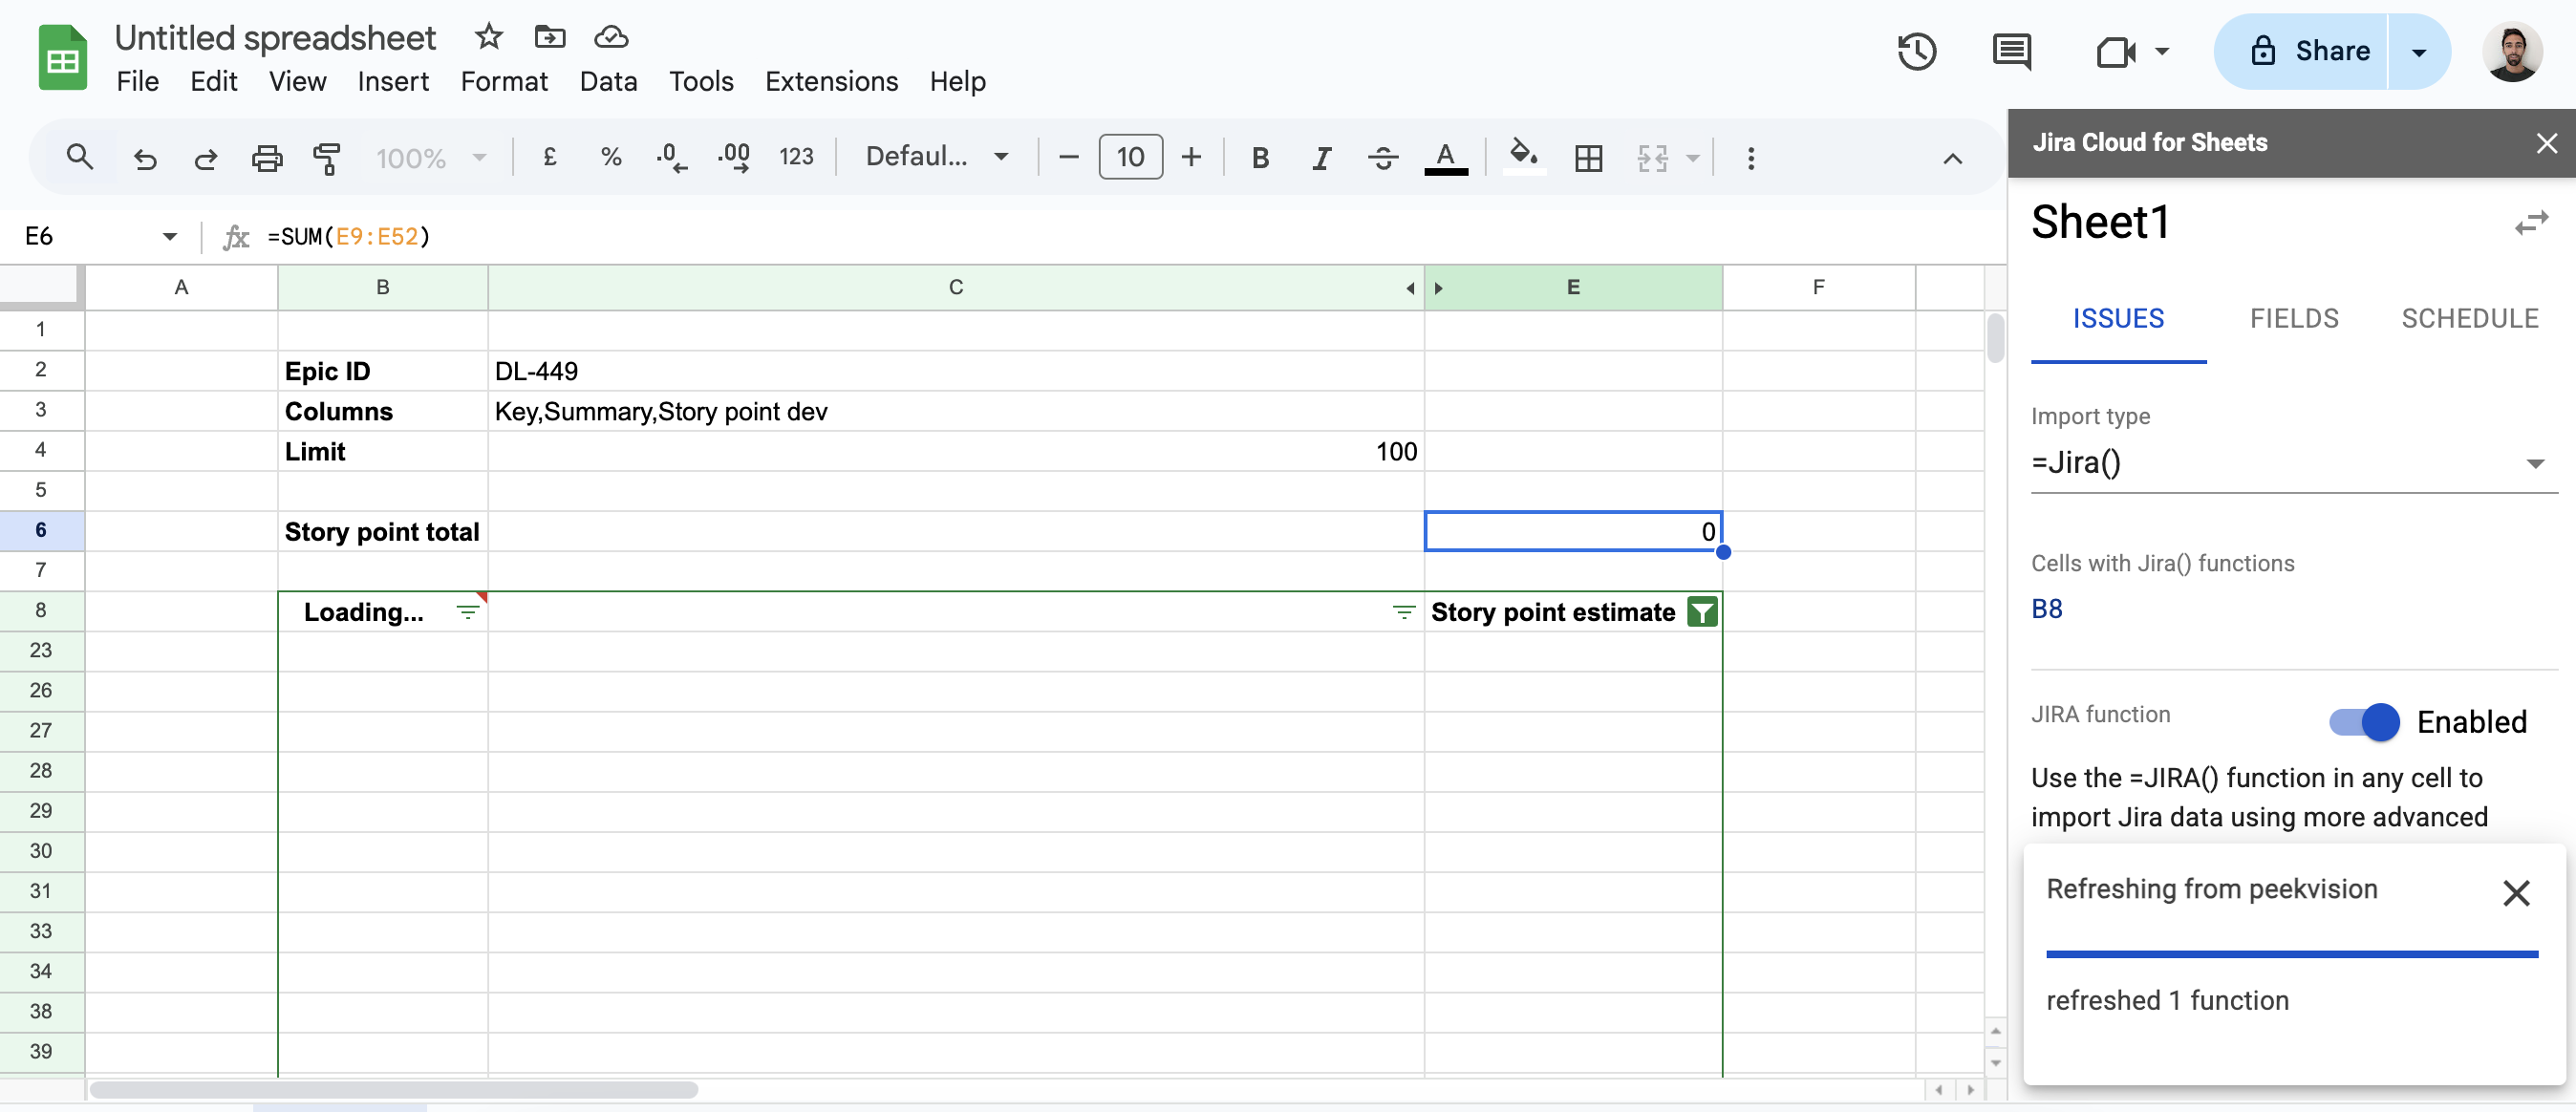 Untitled spreadsheet
File Edit View Insert Format Data Tools Extensions Help
Share
100% £ % .0 .00 123 Defaul... 10 B I S A
E6 fx =SUM(E9:E52)
A B C E F
1
2 Epic ID DL-449
3 Columns Key,Summary,Story point dev
4 Limit 100
5
6 Story point total 0
7
8 Loading... Story point estimate
23
26
27
28
29
30
31
33
34
38
39
Jira Cloud for Sheets
Sheet1
ISSUES FIELDS SCHEDULE
Import type
=Jira()
Cells with Jira() functions
B8
JIRA function Enabled
Use the =JIRA() function in any cell to
import Jira data using more advanced
Refreshing from peekvision
refreshed 1 function